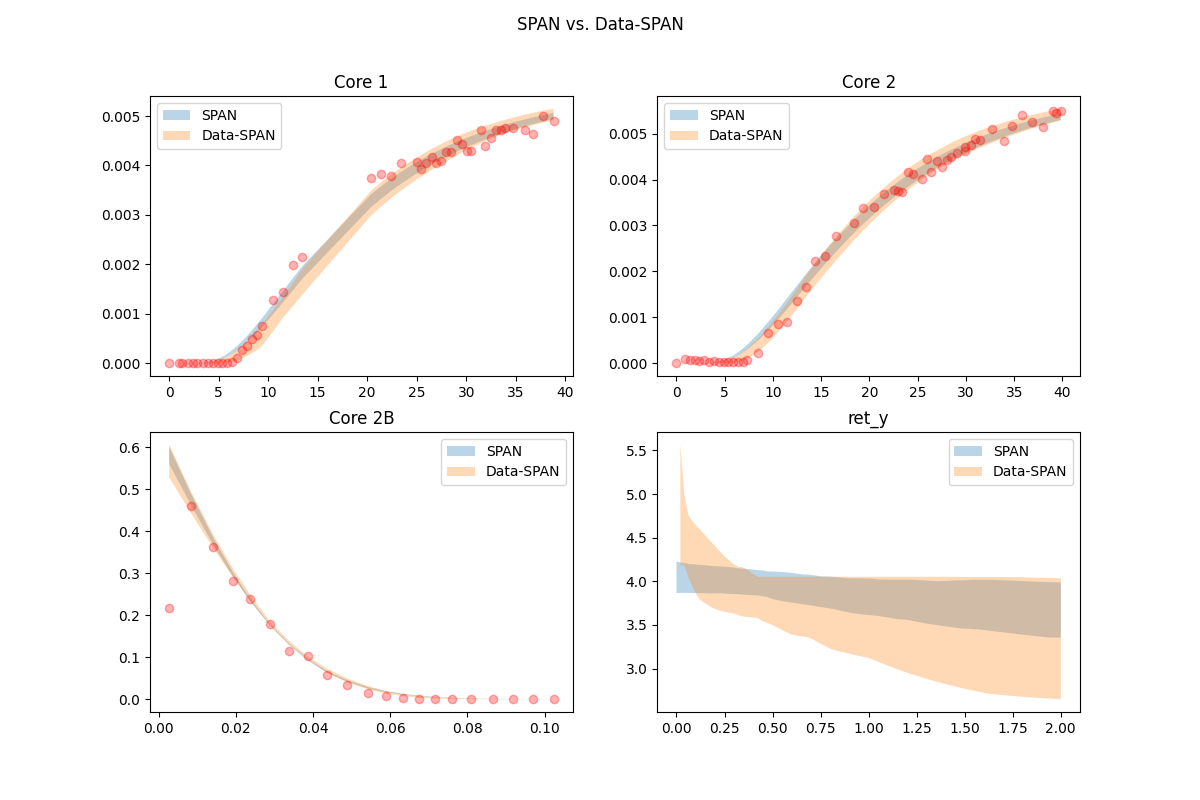 SPAN vs. Data-SPAN
Core 1
SPAN
Data-SPAN
0.005
0.004
0.003
0.002
0.001
0.000
0 5 10 15 20 25 30 35 40
Core 2
SPAN
Data-SPAN
0.005
0.004
0.003
0.002
0.001
0.000
0 5 10 15 20 25 30 35 40
Core 2B
SPAN
Data-SPAN
0.6
0.5
0.4
0.3
0.2
0.1
0.0
0.00 0.02 0.04 0.06 0.08 0.10
ret_y
SPAN
Data-SPAN
5.5
5.0
4.5
4.0
3.5
3.0
0.00 0.25 0.50 0.75 1.00 1.25 1.50 1.75 2.00